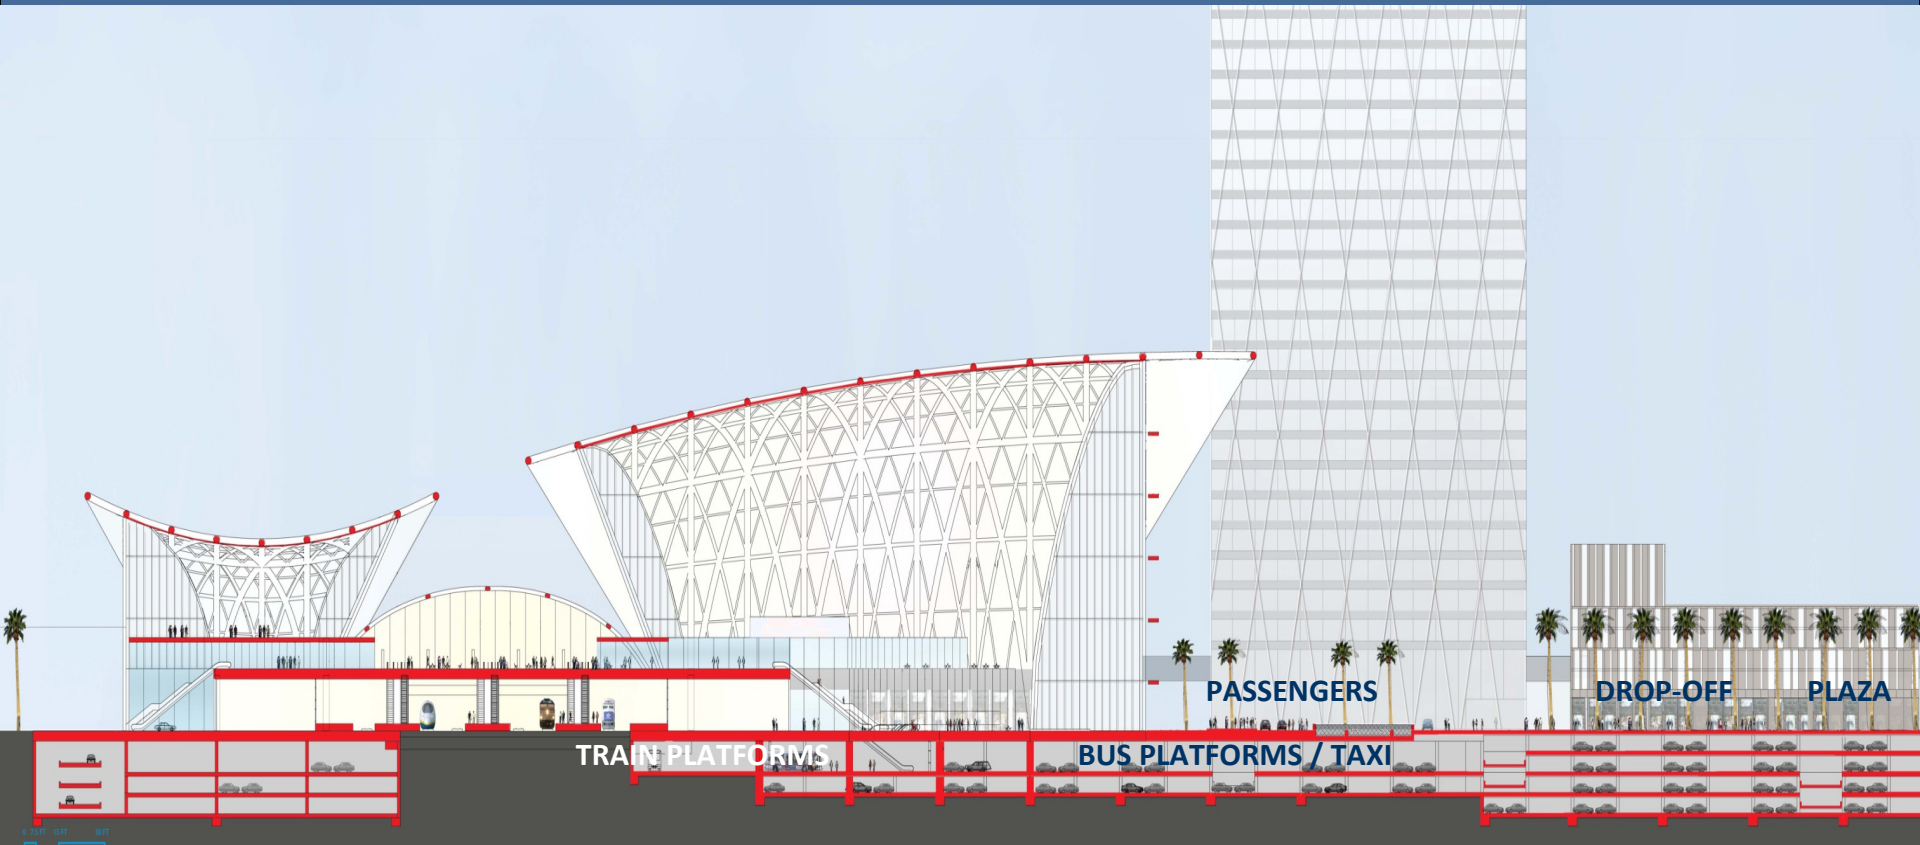 PASSENGERS
DROP-OFF
PLAZA
TRAIN PLATFORMS
BUS PLATFORMS / TAXI